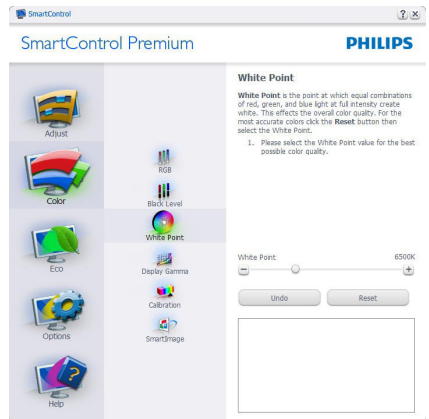 SmartControl
SmartControl Premium
PHILIPS
Adjust
Color
Eco
Options
Help
RGB
Black Level
White Point
Display Gamma
Calibration
SmartImage
White Point
White Point is the point at which equal combinations
of red, green, and blue light at full intensity create
white. This effects the overall color quality. For the
most accurate colors click the Reset button then
select the White Point.
1. Please select the White Point value for the best
possible color quality.
White Point 6500K
Undo Reset